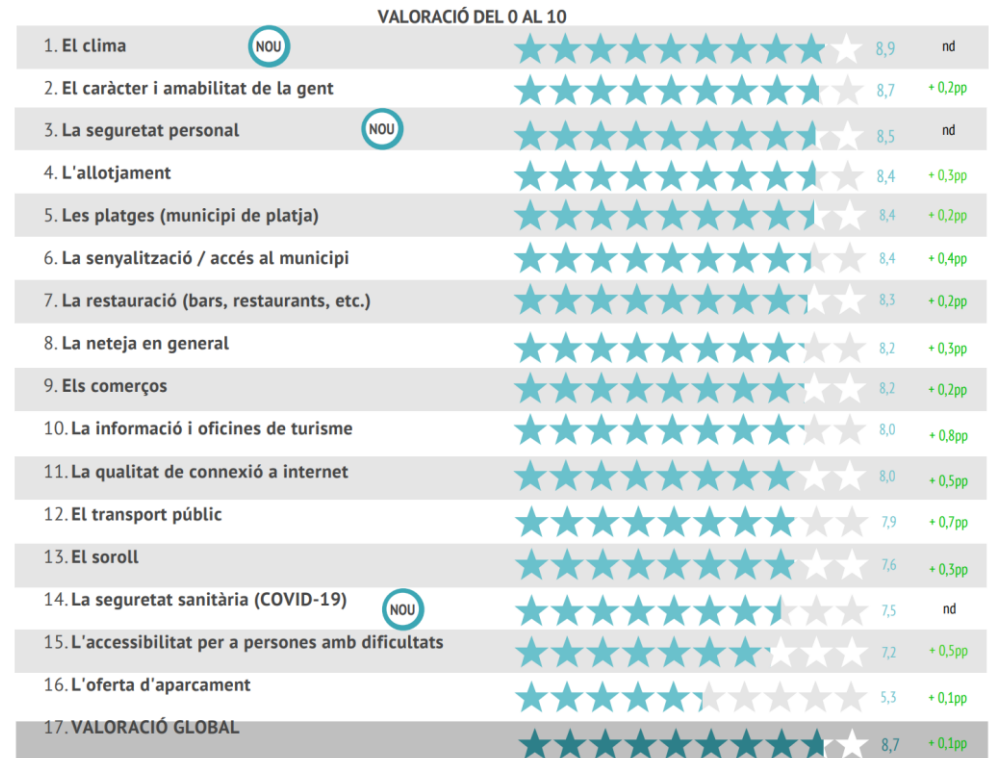 VALORACIÓ DEL 0 AL 10
1. El clima NOU 8,9 nd
2. El caràcter i amabilitat de la gent 8,7 + 0,2pp
3. La seguretat personal NOU 8,5 nd
4. L'allotjament 8,4 + 0,3pp
5. Les platges (municipi de platja) 8,4 + 0,2pp
6. La senyalització / accés al municipi 8,4 + 0,4pp
7. La restauració (bars, restaurants, etc.) 8,3 + 0,2pp
8. La neteja en general 8,2 + 0,3pp
9. Els comerços 8,2 + 0,2pp
10. La informació i oficines de turisme 8,0 + 0,8pp
11. La qualitat de connexió a internet 8,0 + 0,5pp
12. El transport públic 7,9 + 0,7pp
13. El soroll 7,6 + 0,3pp
14. La seguretat sanitària (COVID-19) NOU 7,5 nd
15. L'accessibilitat per a persones amb dificultats 7,2 + 0,5pp
16. L'oferta d'aparcament 5,3 + 0,1pp
17. VALORACIÓ GLOBAL 8,7 + 0,1pp